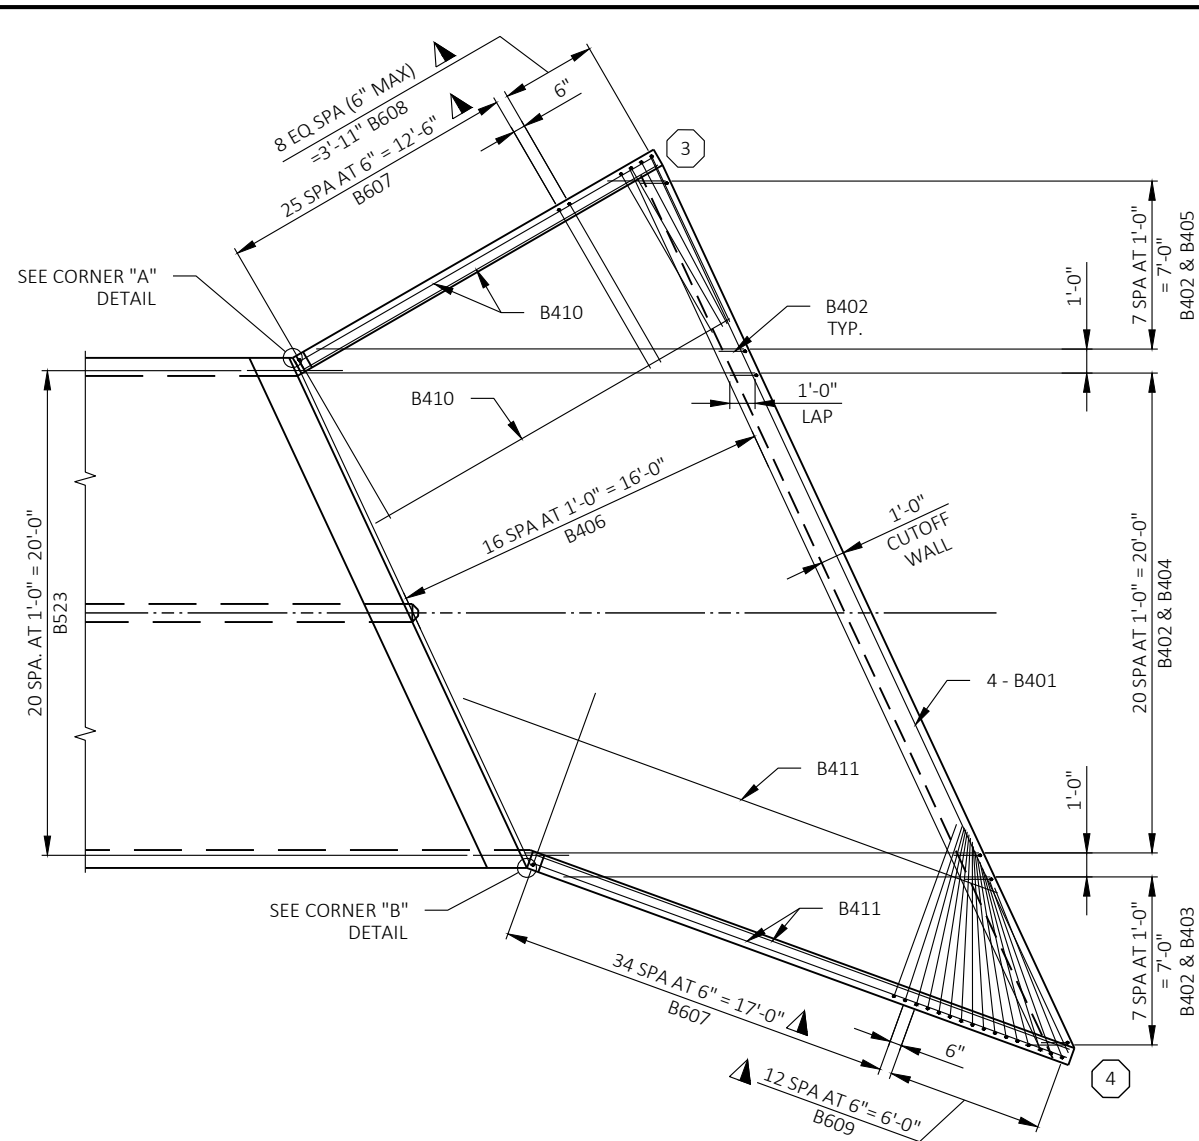 8 EQ SPA (6" MAX)
=3'-11" B608
25 SPA AT 6" = 12'-6"
B607
6"
3
SEE CORNER "A"
DETAIL
B410
B402
TYP.
1'-0"
7 SPA AT 1'-0"
= 7'-0"
B402 & B405
B410
1'-0"
LAP
16 SPA AT 1'-0" = 16'-0"
B406
1'-0"
CUTOFF
WALL
20 SPA. AT 1'-0" = 20'-0"
B523
20 SPA AT 1'-0" = 20'-0"
B402 & B404
4 - B401
B411
1'-0"
SEE CORNER "B"
DETAIL
B411
34 SPA AT 6" = 17'-0"
B607
6"
7 SPA AT 1'-0"
= 7'-0"
B402 & B403
12 SPA AT 6"= 6'-0"
B609
4